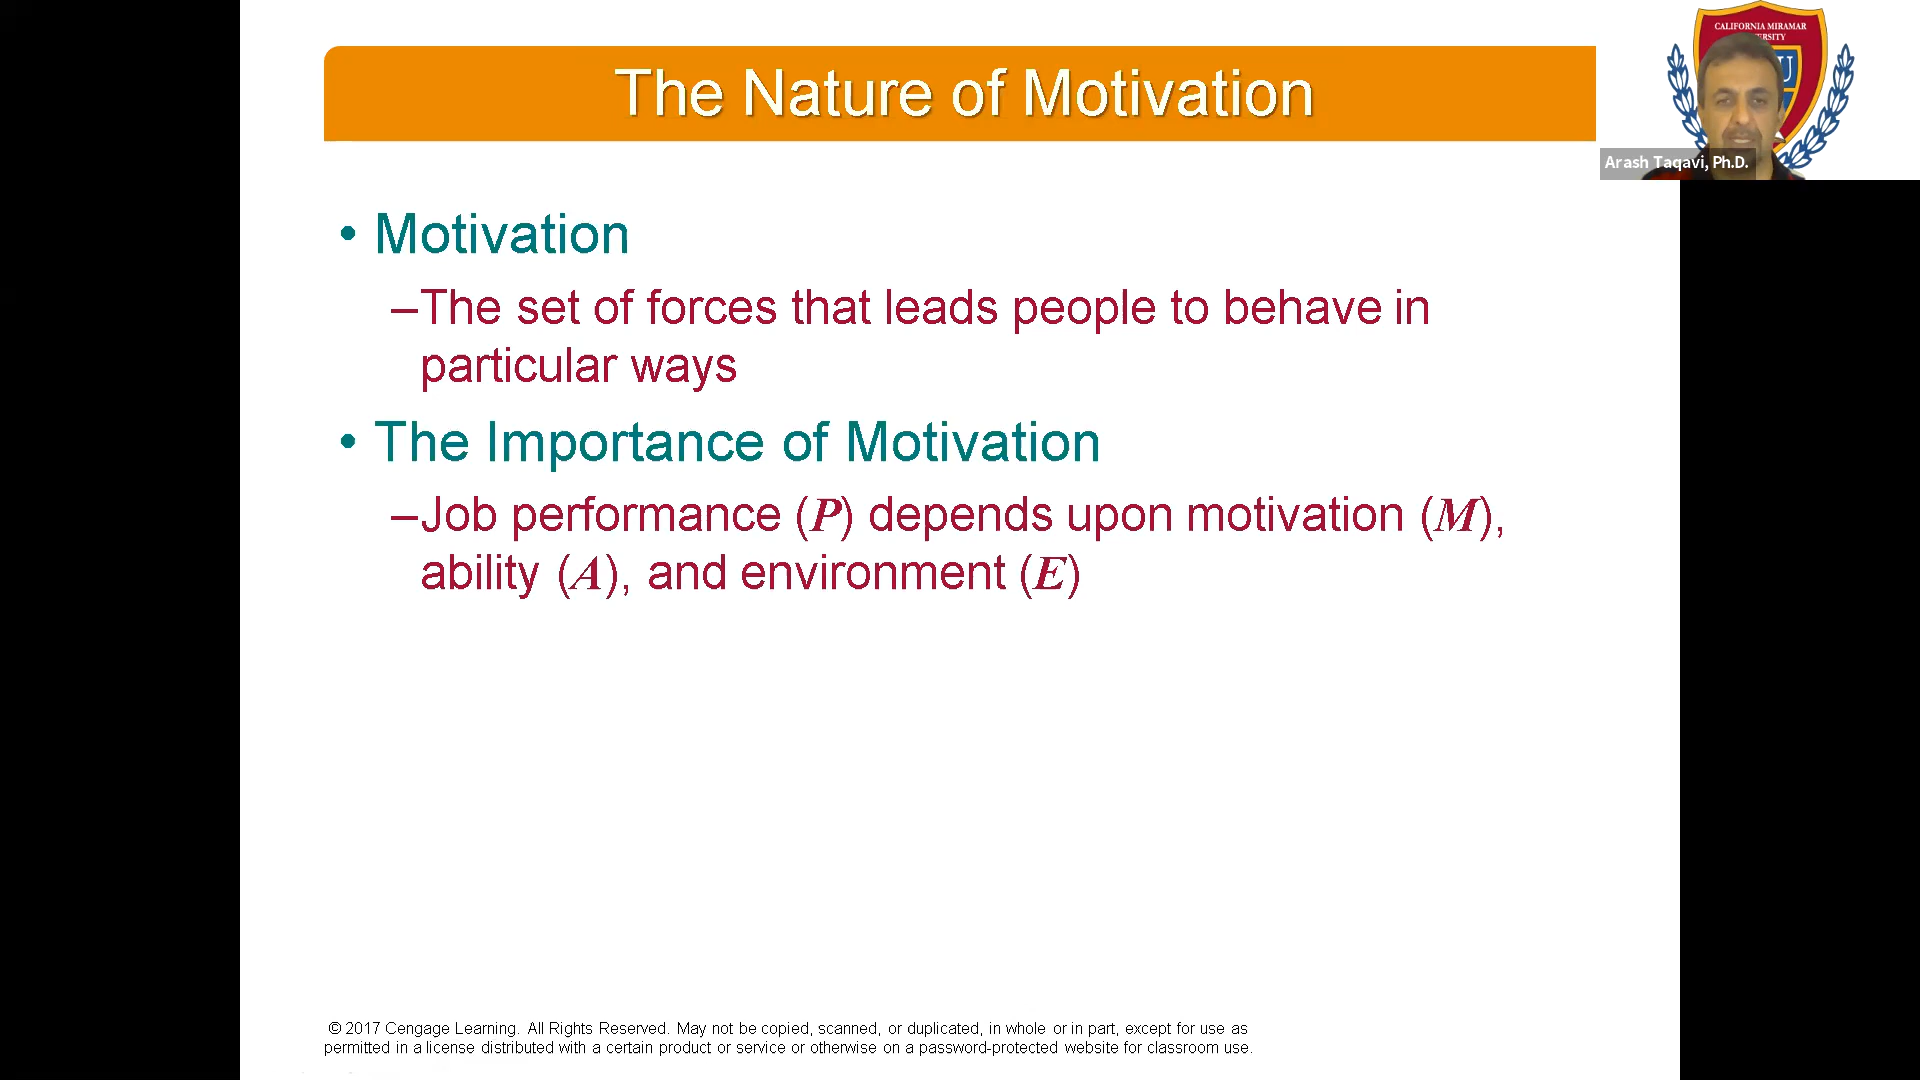 The Nature of Motivation
CALIFORNIA MIRAMAR
Arash Taqavi, Ph.D.
• Motivation
–The set of forces that leads people to behave in
particular ways
• The Importance of Motivation
–Job performance (P) depends upon motivation (M),
ability (A), and environment (E)
© 2017 Cengage Learning. All Rights Reserved. May not be copied, scanned, or duplicated, in whole or in part, except for use as
permitted in a license distributed with a certain product or service or otherwise on a password-protected website for classroom use.